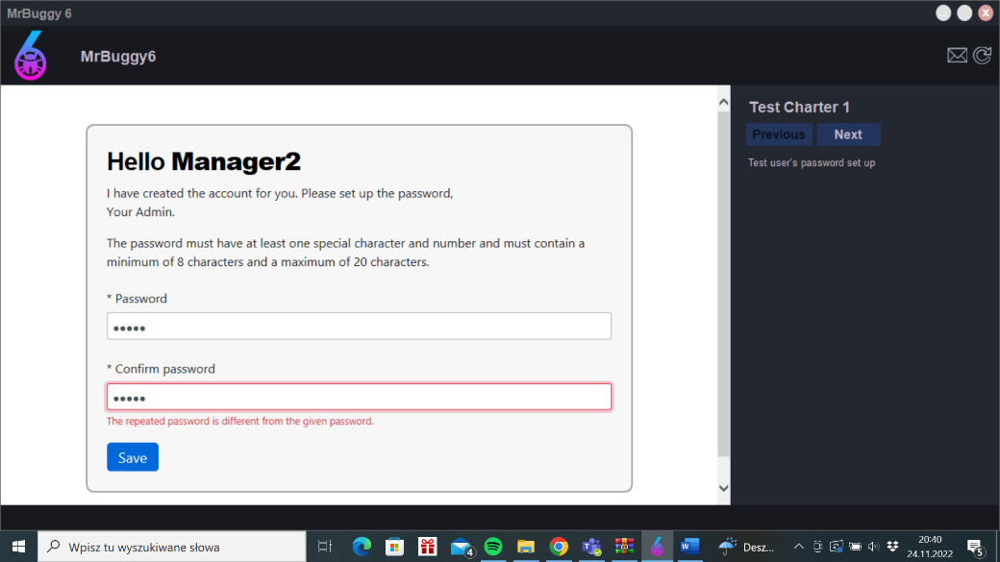 MrBuggy 6
MrBuggy6
Test Charter 1
Previous Next
Test user's password set up
Hello Manager2
I have created the account for you. Please set up the password,
Your Admin.
The password must have at least one special character and number and must contain a
minimum of 8 characters and a maximum of 20 characters.
* Password
•••••
* Confirm password
•••••
The repeated password is different from the given password.
Save
Wpisz tu wyszukiwane słowa
4
Desz...
20:40
24.11.2022
5